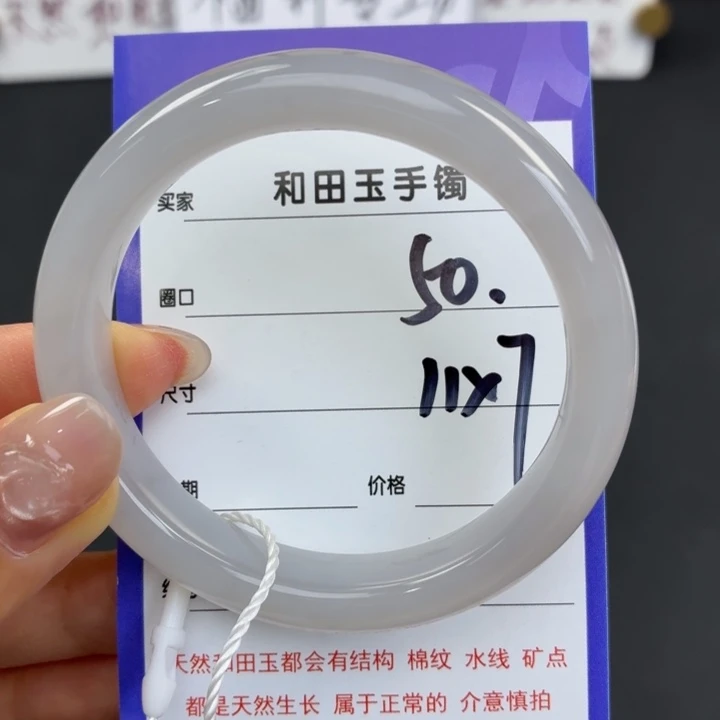 和田玉手镯
买家
圈口 50.
尺寸 11x7
期 价格
天然和田玉都会有结构 棉纹 水线 矿点
都是天然生长 属于正常的 介意慎拍